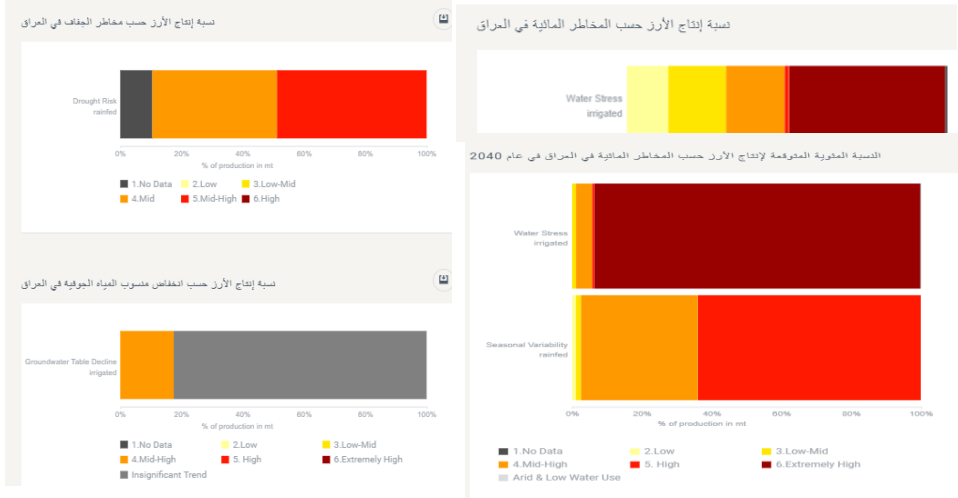 نسبة إنتاج الأرز حسب مخاطر الجفاف في العراق
Drought Risk
rainfed
0% 20% 40% 60% 80% 100%
% of production in mt
1.No Data 2.Low 3.Low-Mid
4.Mid 5.Mid-High 6.High
نسبة إنتاج الأرز حسب انخفاض منسوب المياه الجوفية في العراق
Groundwater Table Decline
irrigated
0% 20% 40% 60% 80% 100%
% of production in mt
1.No Data 2.Low 3.Low-Mid
4.Mid-High 5. High 6.Extremely High
Insignificant Trend
نسبة إنتاج الأرز حسب المخاطر المائية في العراق
Water Stress
irrigated
النسبة المئوية المتوقعة لإنتاج الأرز حسب المخاطر المائية في العراق في عام 2040
Water Stress
irrigated
Seasonal Variability
rainfed
0% 20% 40% 60% 80% 100%
% of production in mt
1.No Data 2.Low 3.Low-Mid
4.Mid-High 5. High 6.Extremely High
Arid & Low Water Use